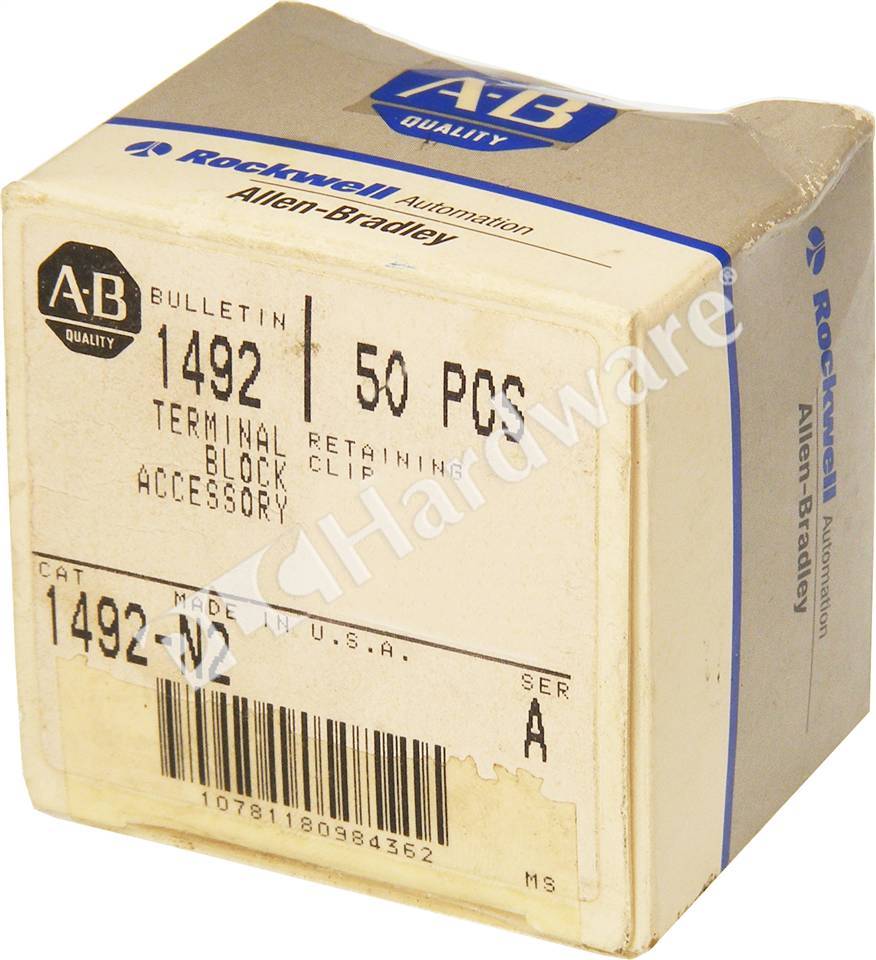 A-B
QUALITY
Rockwell Automation
Allen-Bradley
A-B
QUALITY
BULLETIN
1492
50 PCS
TERMINAL
BLOCK
ACCESSORY
RETAINING
CLIP
CAT
1492-N2
MADE IN U.S.A.
SER
A
10781180984362
MS
Rockwell Automation
Allen-Bradley
PLCHardware®